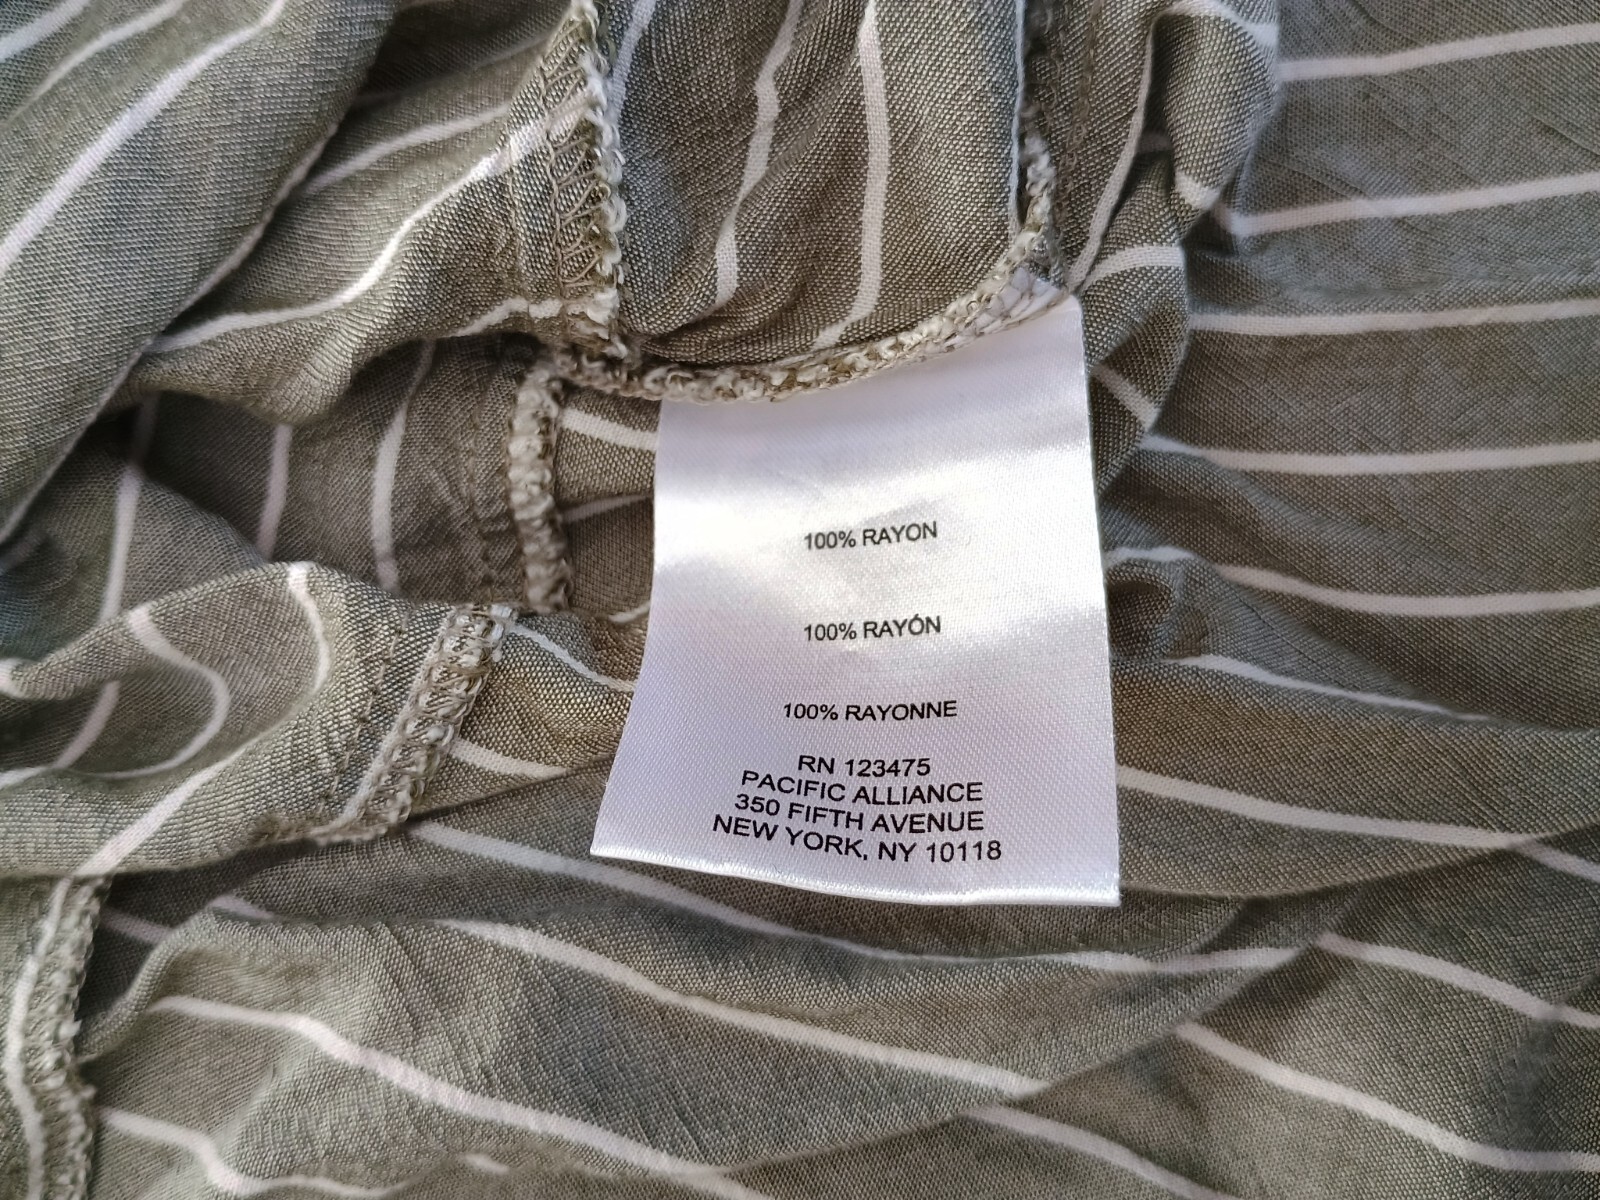 100% RAYON
100% RAYÓN
100% RAYONNE
RN 123475
PACIFIC ALLIANCE
350 FIFTH AVENUE
NEW YORK, NY 10118